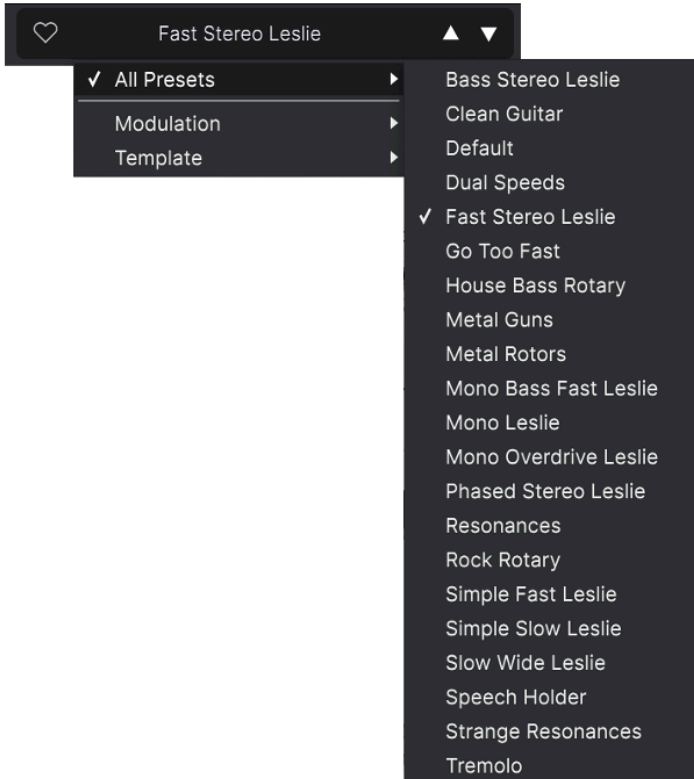 Fast Stereo Leslie
✓ All Presets
Modulation
Template
Bass Stereo Leslie
Clean Guitar
Default
Dual Speeds
✓ Fast Stereo Leslie
Go Too Fast
House Bass Rotary
Metal Guns
Metal Rotors
Mono Bass Fast Leslie
Mono Leslie
Mono Overdrive Leslie
Phased Stereo Leslie
Resonances
Rock Rotary
Simple Fast Leslie
Simple Slow Leslie
Slow Wide Leslie
Speech Holder
Strange Resonances
Tremolo